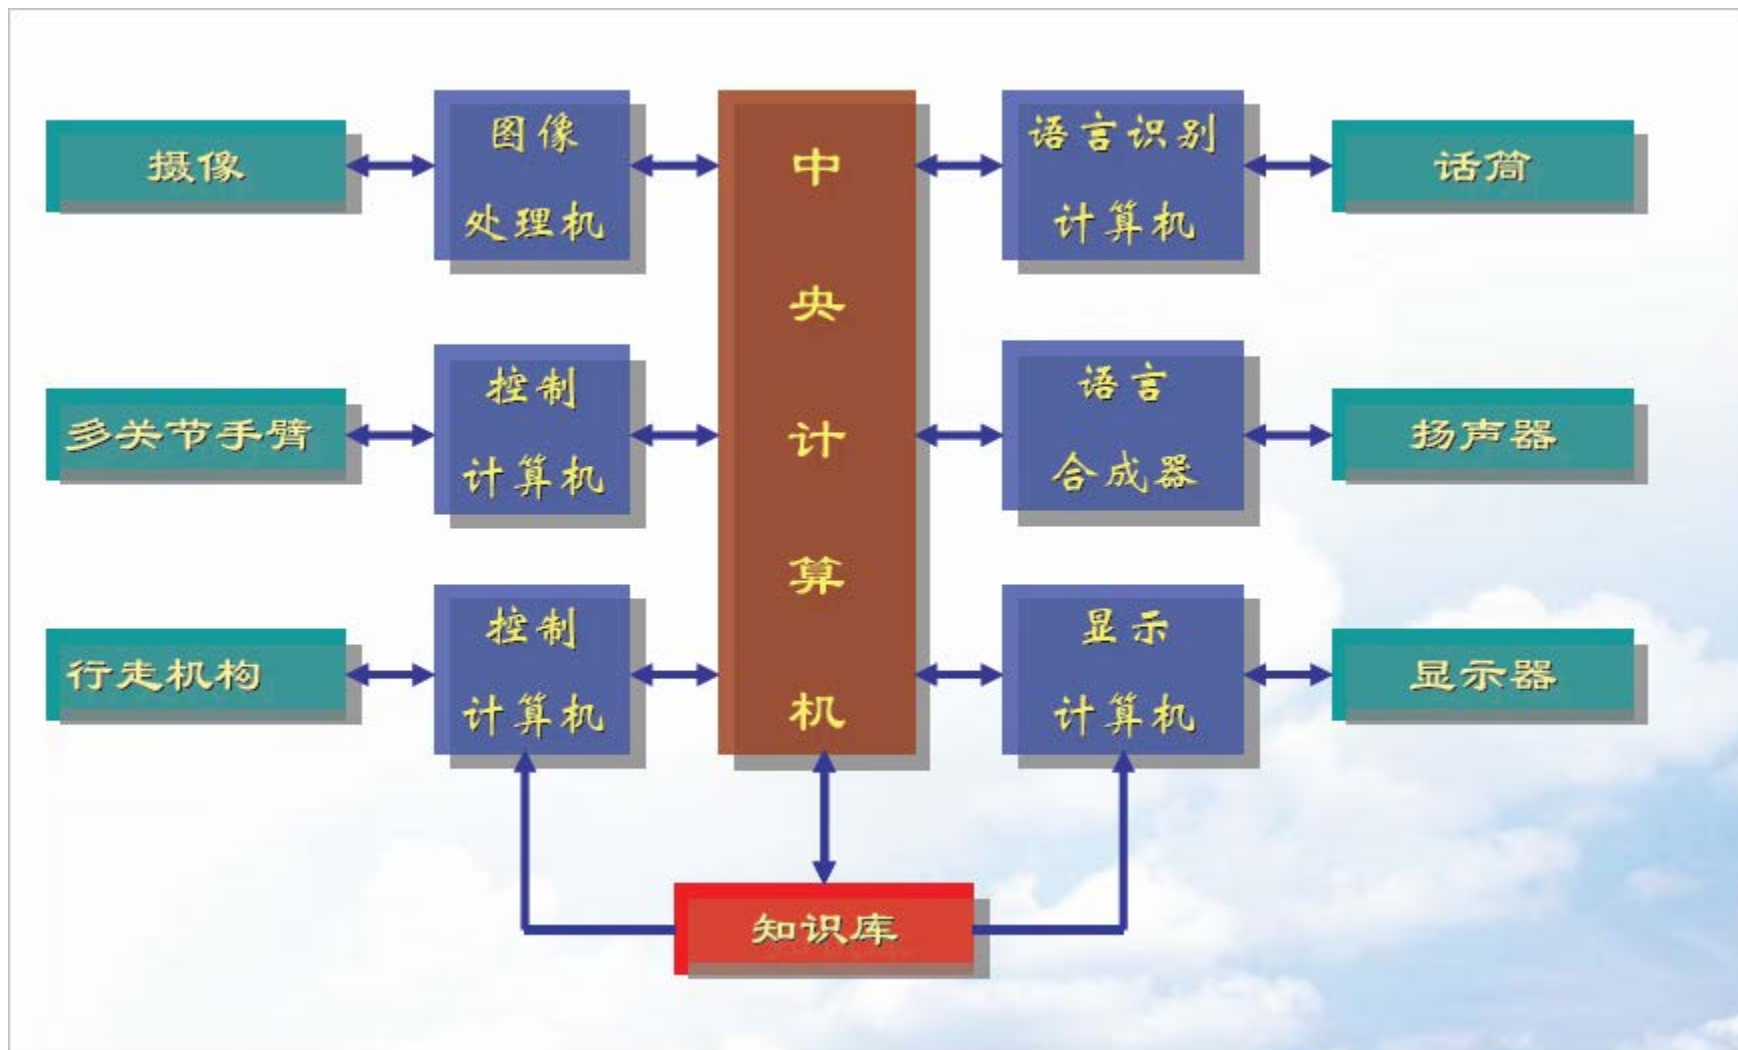 摄像
图像
处理机
中
央
计
算
机
语言识别
计算机
话筒
多关节手臂
控制
计算机
语言
合成器
扬声器
行走机构
控制
计算机
显示
计算机
显示器
知识库